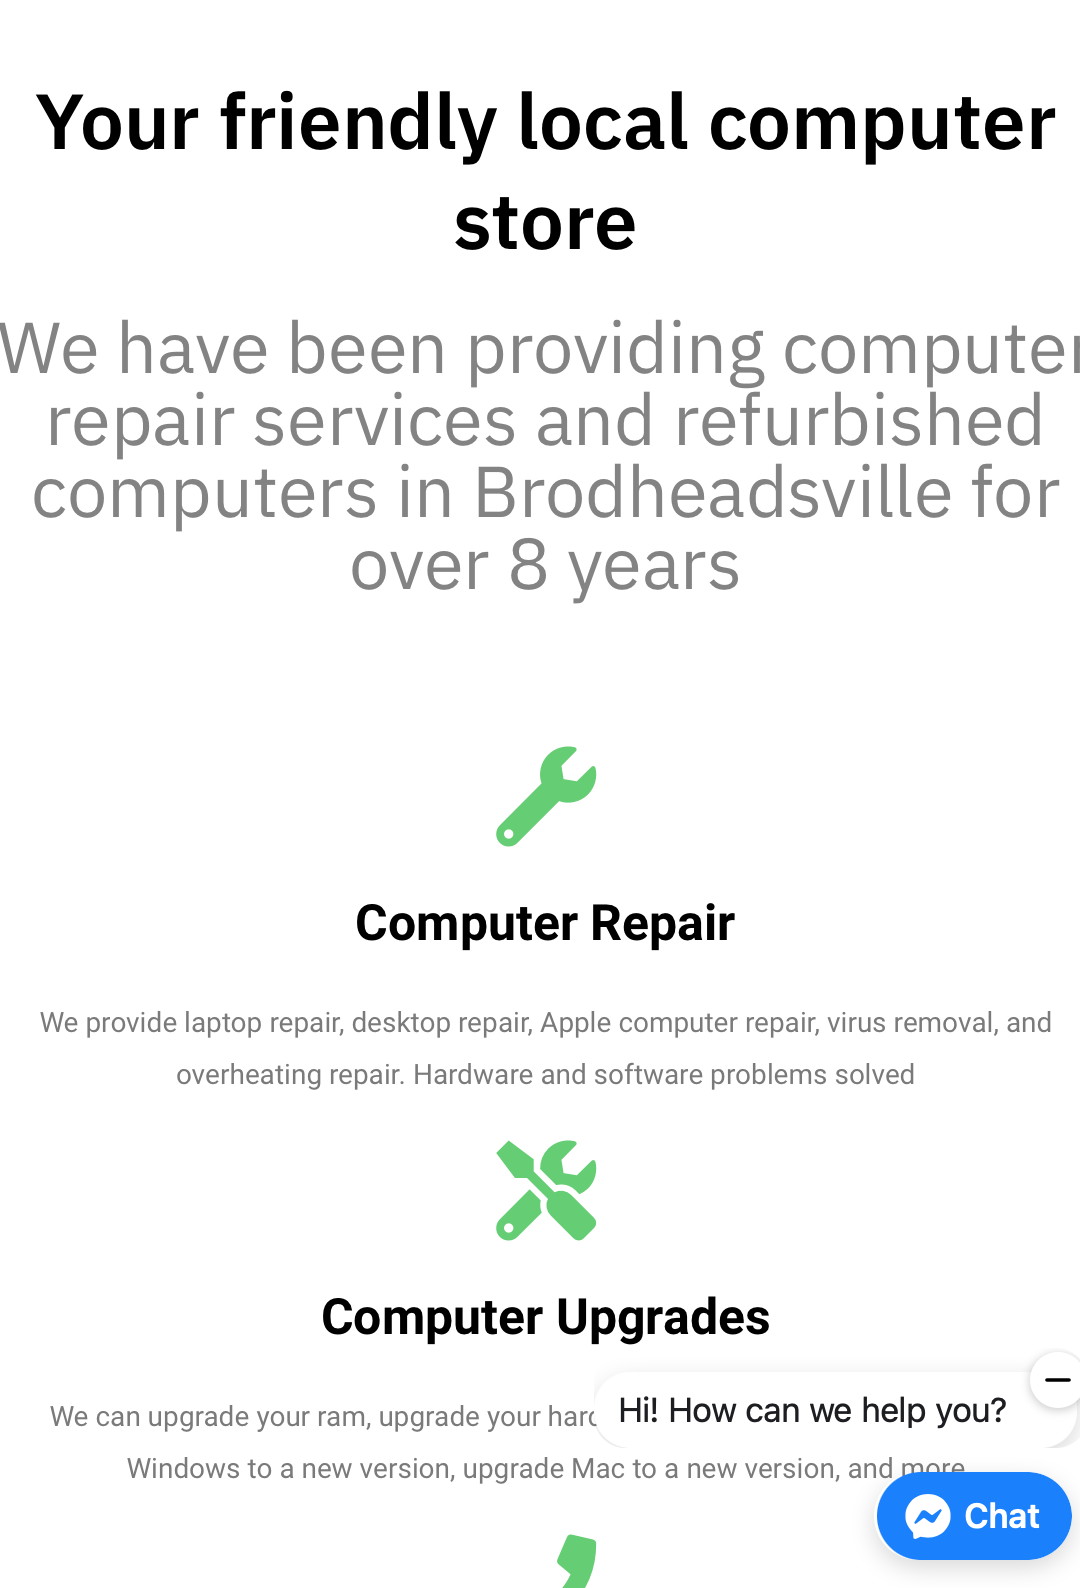 Your friendly local computer
store
We have been providing computer
repair services and refurbished
computers in Brodheadsville for
over 8 years
Computer Repair
We provide laptop repair, desktop repair, Apple computer repair, virus removal, and
overheating repair. Hardware and software problems solved
Computer Upgrades
We can upgrade your ram, upgrade your
Hi! How can we help you?
Windows to a new version, upgrade Mac to a new version, and more
Chat